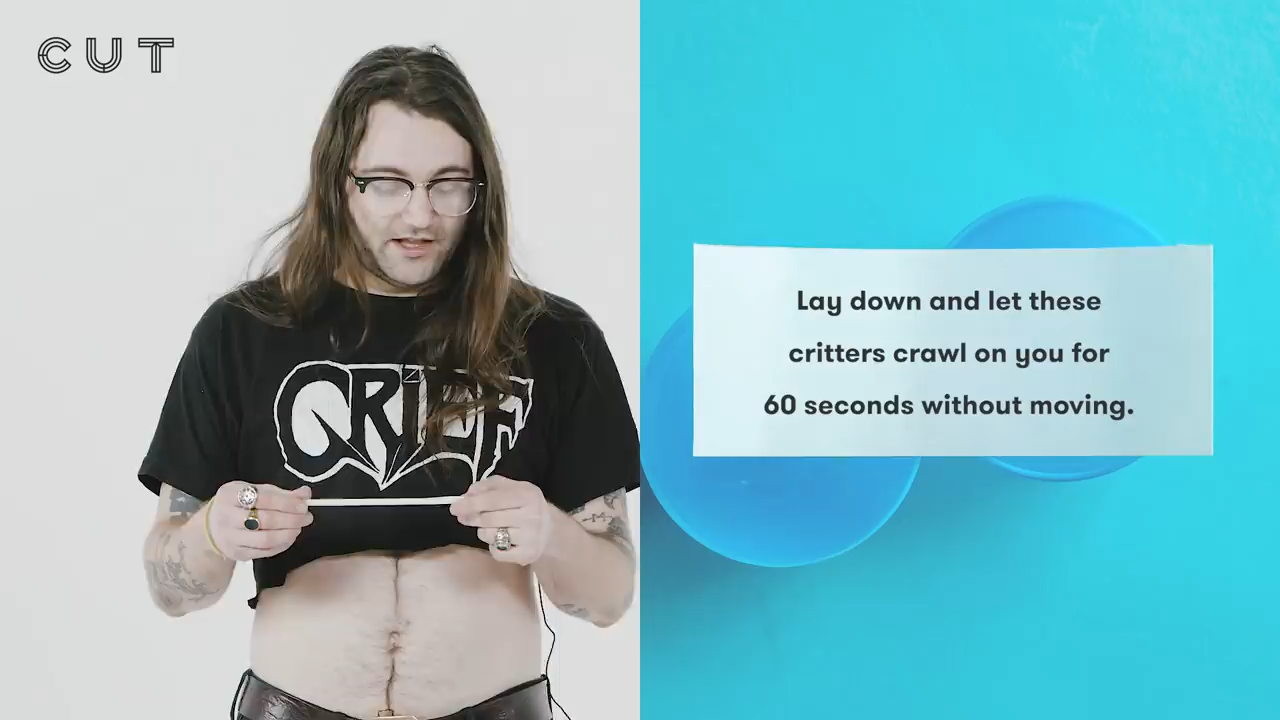 CUT
GRIEF
Lay down and let these
critters crawl on you for
60 seconds without moving.